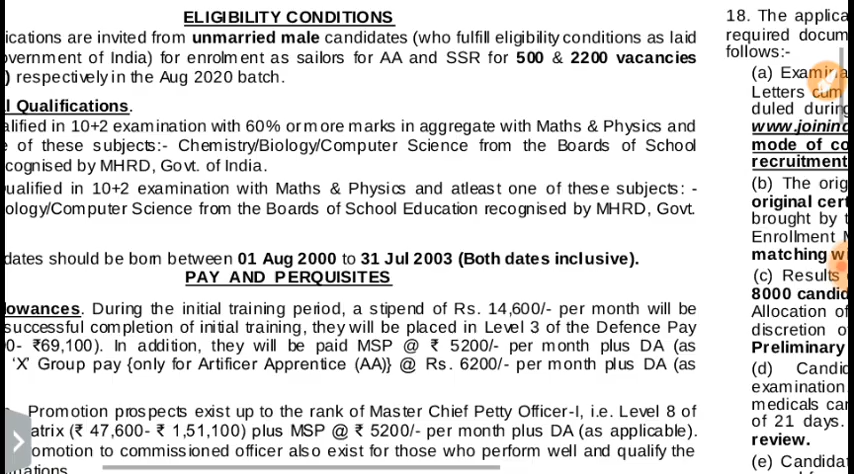 ELIGIBILITY CONDITIONS
ications are invited from unmarried male candidates (who fulfill eligibility conditions as laid
vernment of India) for enrolment as sailors for AA and SSR for 500 & 2200 vacancies
) respectively in the Aug 2020 batch.
l Qualifications.
alified in 10+2 examination with 60% or more marks in aggregate with Maths & Physics and
of these subjects:- Chemistry/Biology/Computer Science from the Boards of School
cognised by MHRD, Govt. of India.
ualified in 10+2 examination with Maths & Physics and atleast one of these subjects: -
ology/Computer Science from the Boards of School Education recognised by MHRD, Govt.
dates should be born between 01 Aug 2000 to 31 Jul 2003 (Both dates inclusive).
PAY AND PERQUISITES
lowances. During the initial training period, a stipend of Rs. 14,600/- per month will be
successful completion of initial training, they will be placed in Level 3 of the Defence Pay
0- ₹69,100). In addition, they will be paid MSP @ ₹ 5200/- per month plus DA (as
'X' Group pay {only for Artificer Apprentice (AA)} @ Rs. 6200/- per month plus DA (as
Promotion prospects exist up to the rank of Master Chief Petty Officer-I, i.e. Level 8 of
atrix (₹ 47,600- ₹ 1,51,100) plus MSP @ ₹ 5200/- per month plus DA (as applicable).
omotion to commissioned officer also exist for those who perform well and qualify the
18. The applica
required docum
follows:-
(a) Examina
Letters cum
duled during
www.joinind
mode of co
recruitment
(b) The orig
original cert
brought by t
Enrollment
matching wi
(c) Results
8000 candid
Allocation of
discretion o
Preliminary
(d) Candid
examination
medicals can
of 21 days.
review.
(e) Candidat